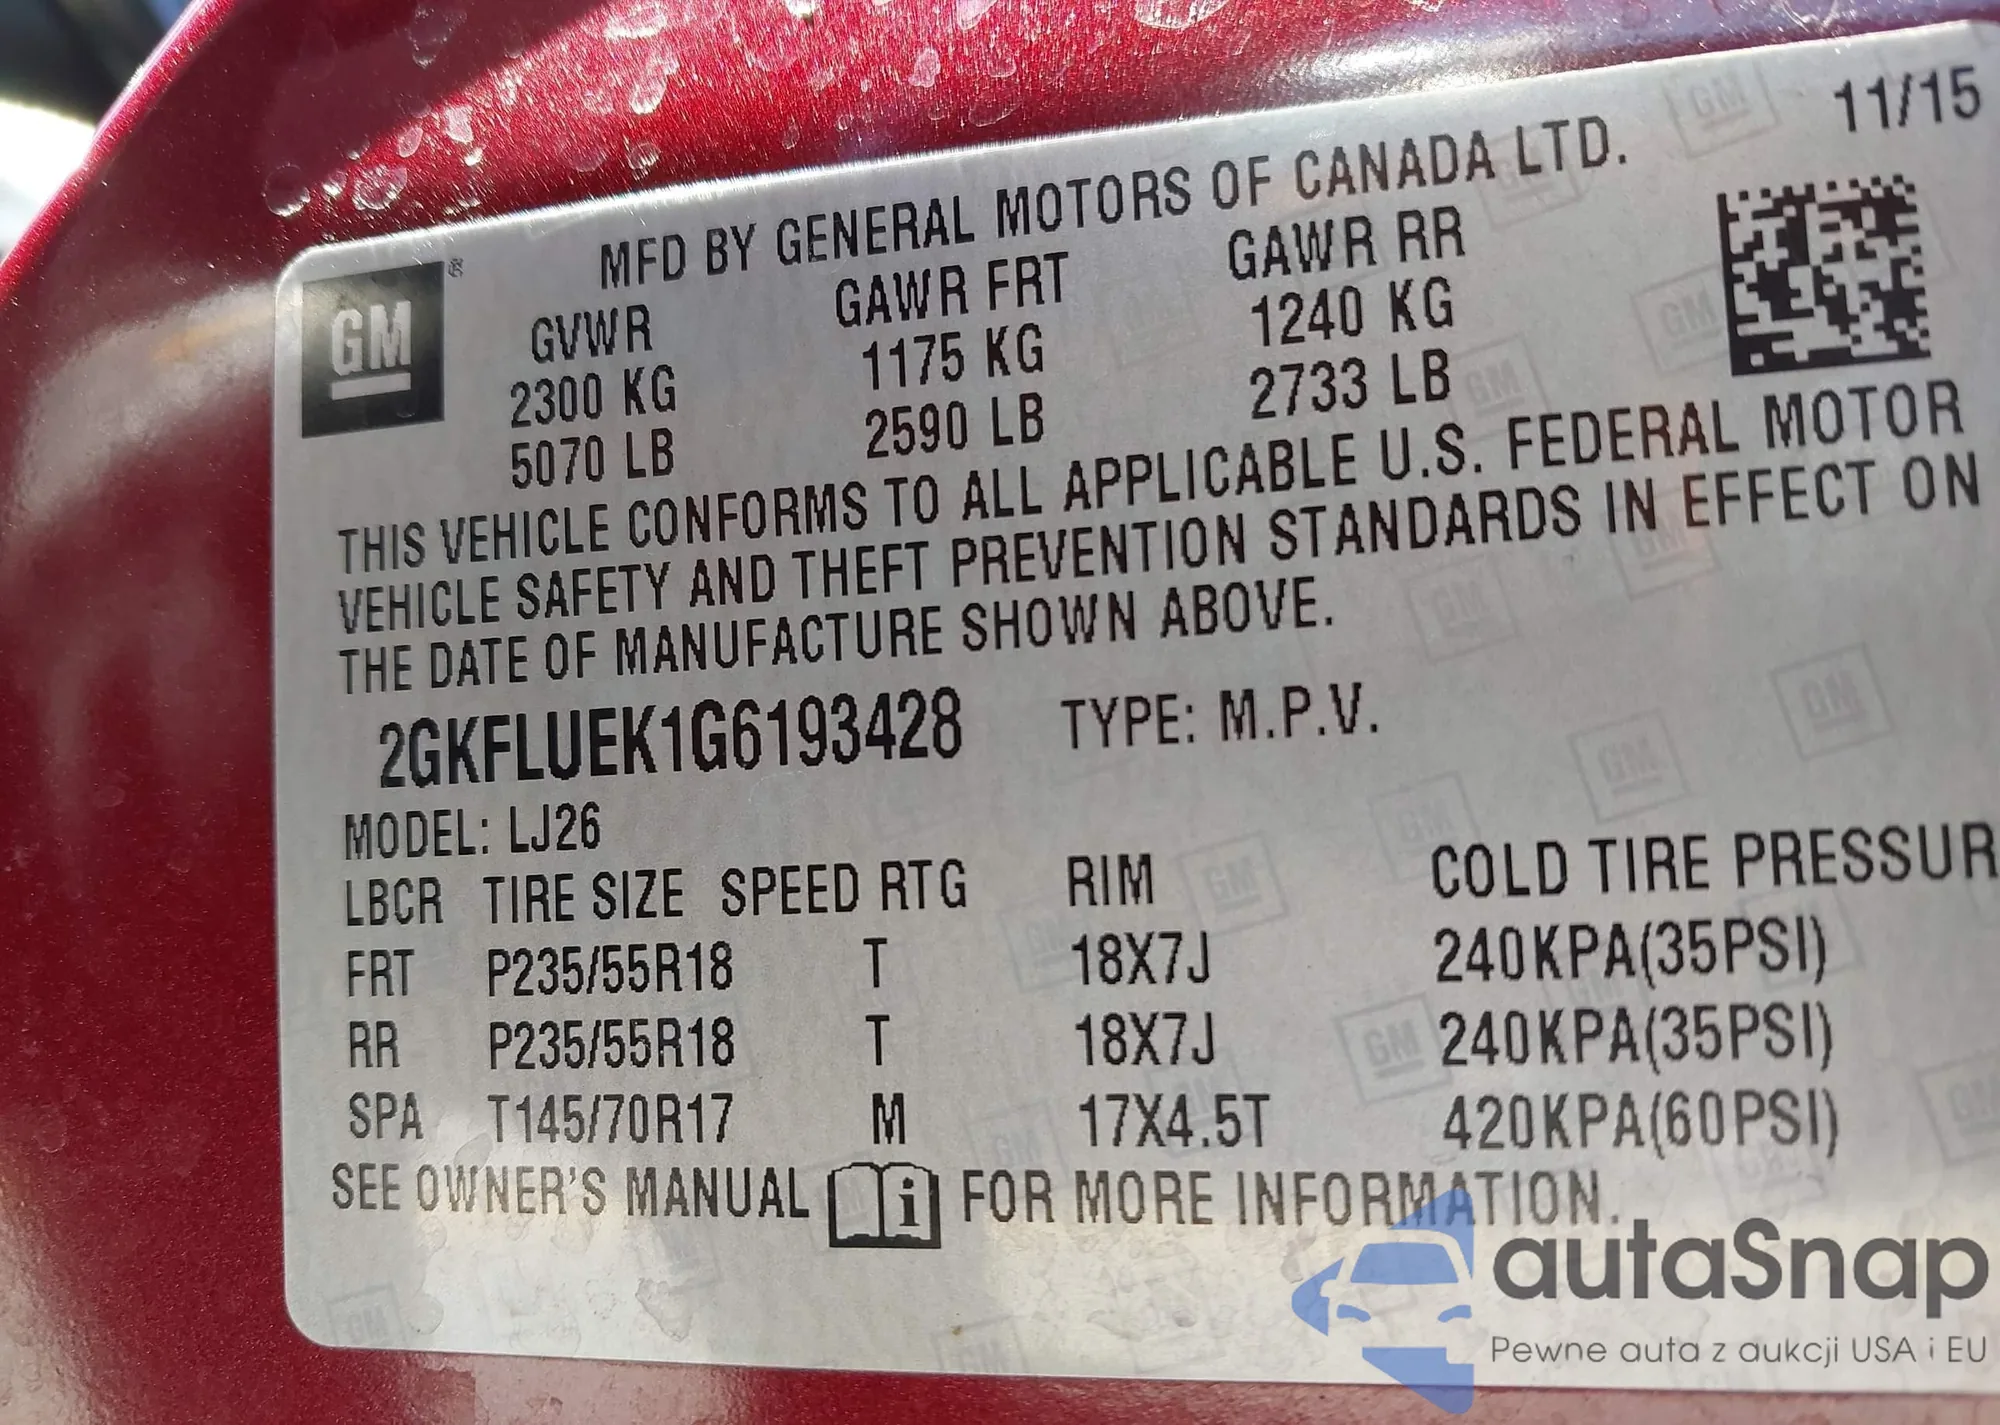 11/15
MFD BY GENERAL MOTORS OF CANADA LTD.
GM®
GVWR GAWR FRT GAWR RR
2300 KG 1175 KG 1240 KG
5070 LB 2590 LB 2733 LB
THIS VEHICLE CONFORMS TO ALL APPLICABLE U.S. FEDERAL MOTOR
VEHICLE SAFETY AND THEFT PREVENTION STANDARDS IN EFFECT ON
THE DATE OF MANUFACTURE SHOWN ABOVE.
2GKFLUEK1G6193428 TYPE: M.P.V.
MODEL: LJ26
LBCR TIRE SIZE SPEED RTG RIM COLD TIRE PRESSUR
FRT P235/55R18 T 18X7J 240KPA(35PSI)
RR P235/55R18 T 18X7J 240KPA(35PSI)
SPA T145/70R17 M 17X4.5T 420KPA(60PSI)
SEE OWNER'S MANUAL i FOR MORE INFORMATION.
autaSnap
Pewne auta z aukcji USA i EU